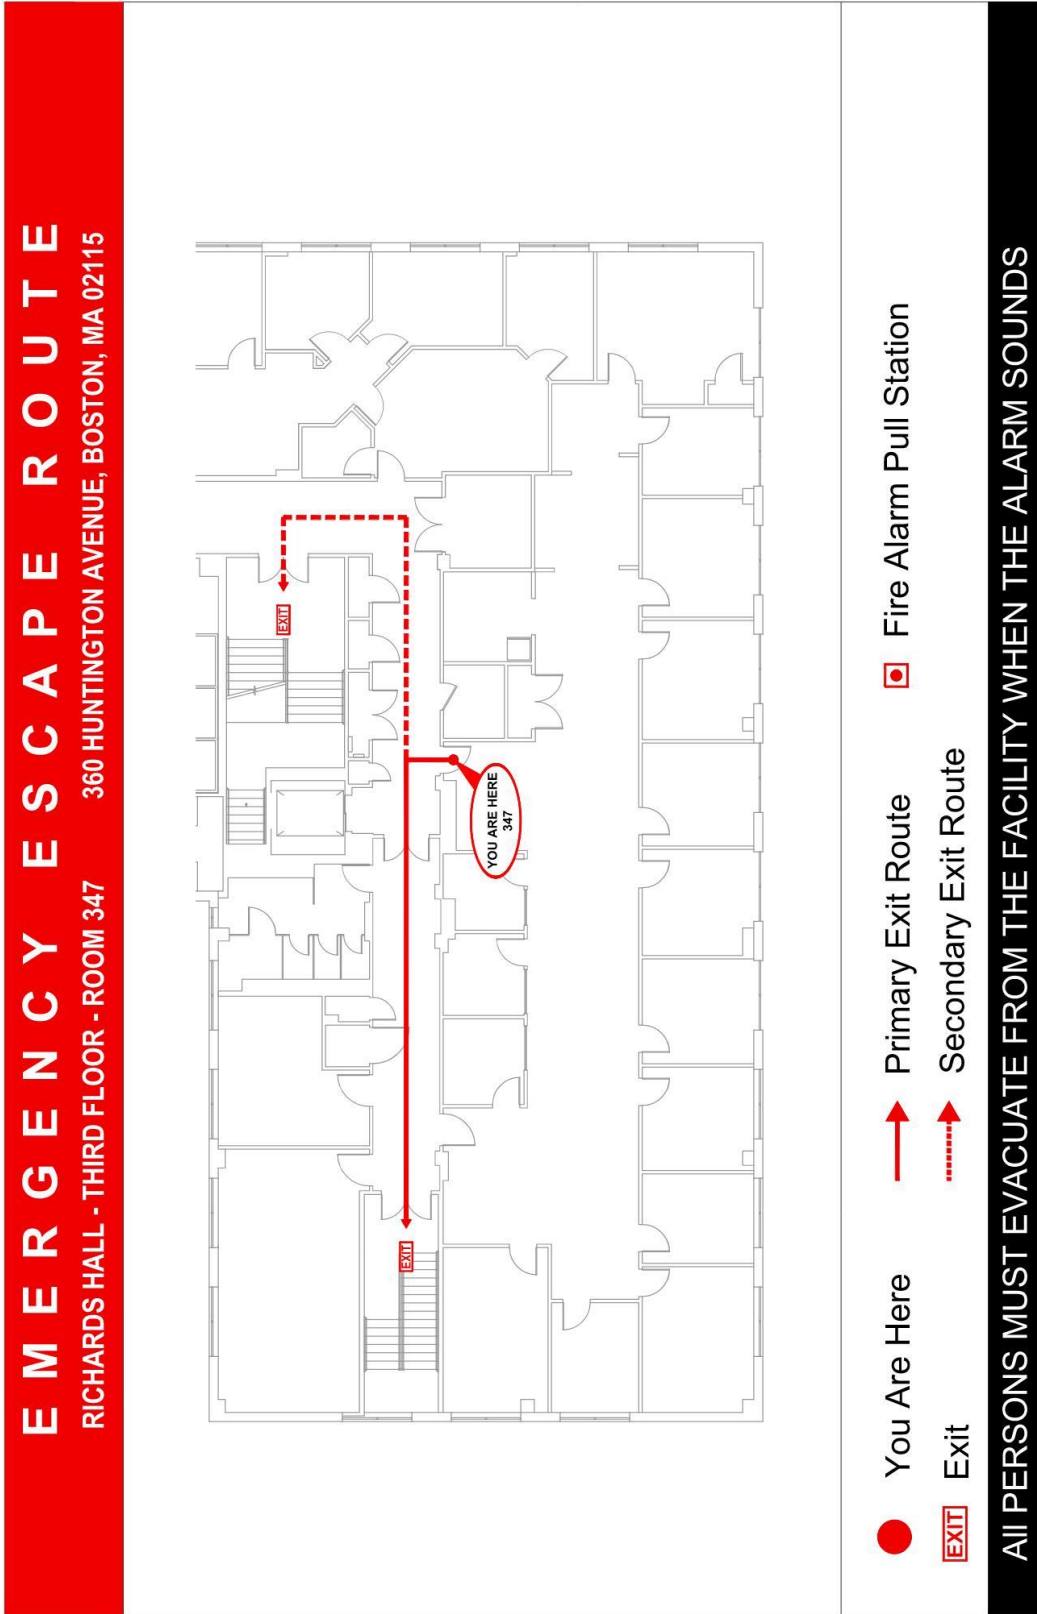 EMERGENCY ESCAPE ROUTE
RICHARDS HALL - THIRD FLOOR - ROOM 347
360 HUNTINGTON AVENUE, BOSTON, MA 02115
EXIT
YOU ARE HERE
347
EXIT
You Are Here
Primary Exit Route
Fire Alarm Pull Station
EXIT
Exit
Secondary Exit Route
All PERSONS MUST EVACUATE FROM THE FACILITY WHEN THE ALARM SOUNDS